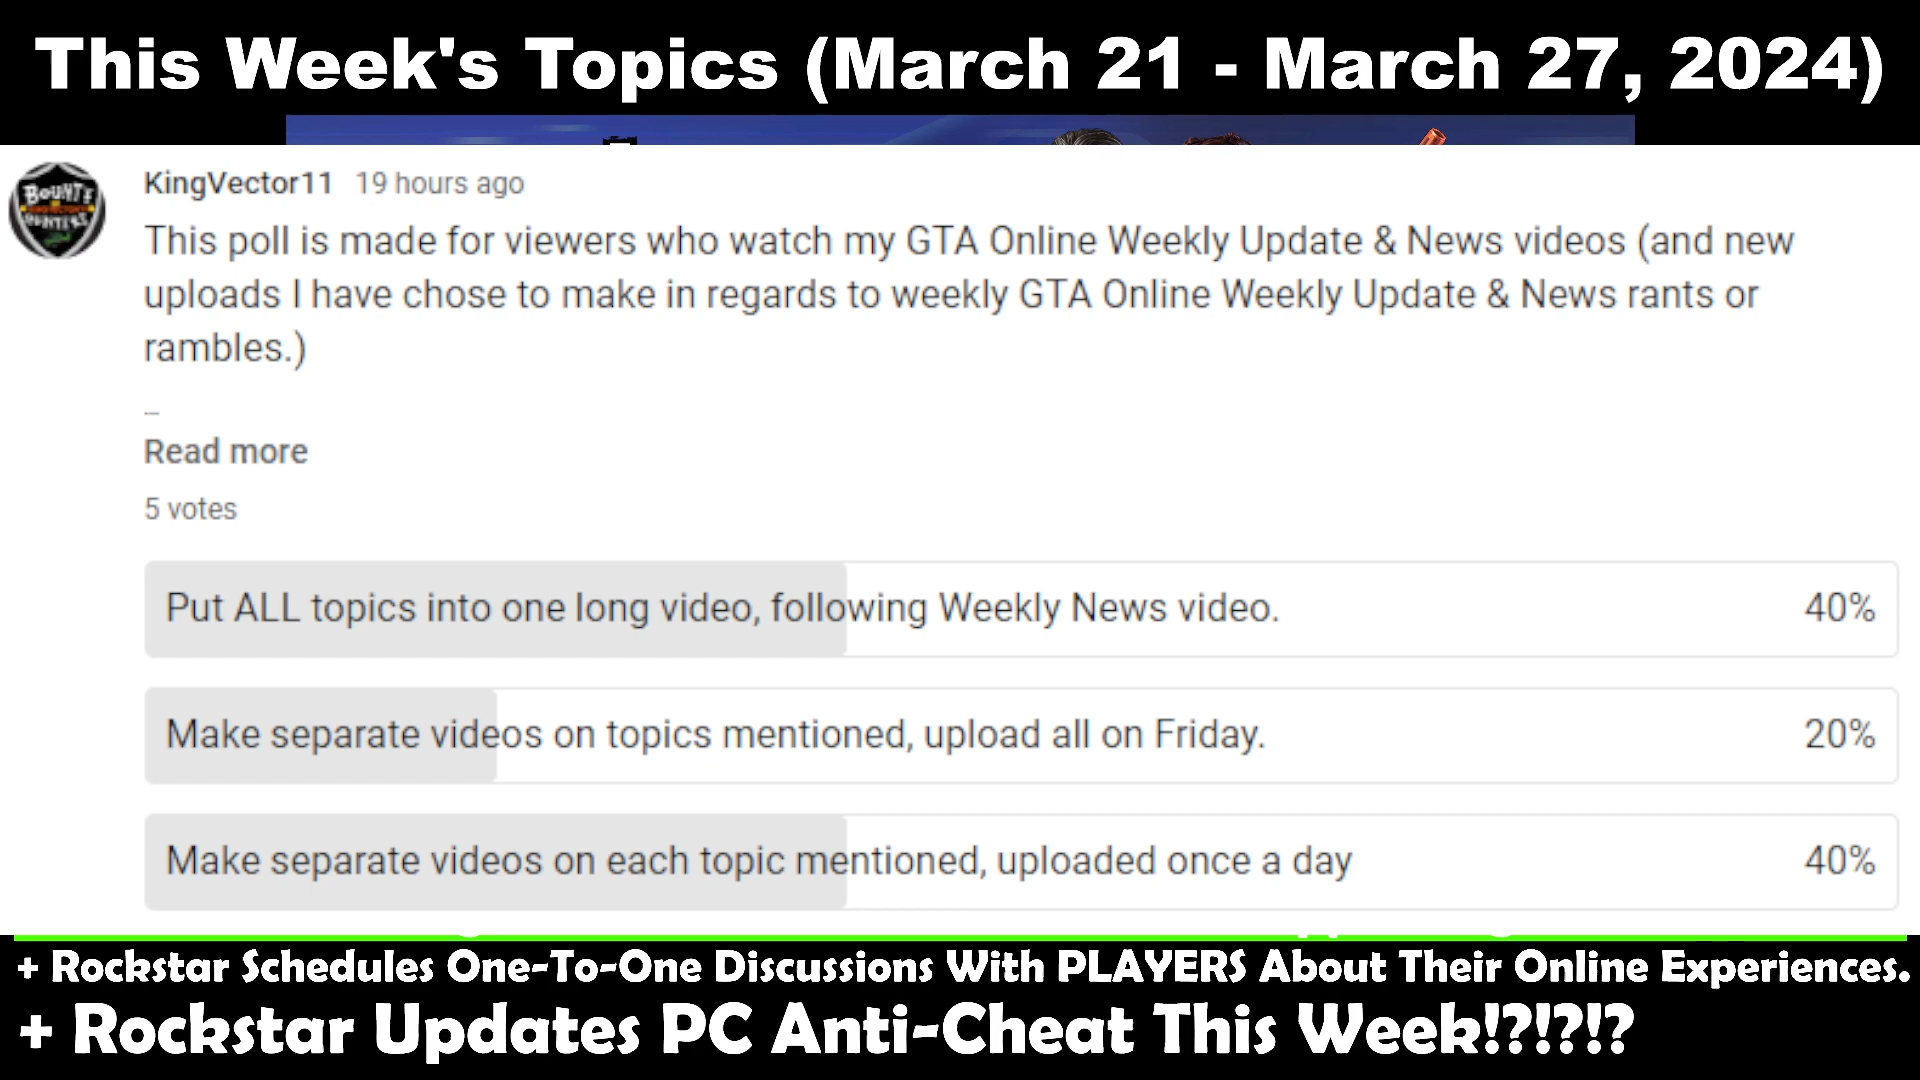 This Week's Topics (March 21 - March 27, 2024)
KingVector11 19 hours ago
This poll is made for viewers who watch my GTA Online Weekly Update & News videos (and new
uploads I have chose to make in regards to weekly GTA Online Weekly Update & News rants or
rambles.)
Read more
5 votes
Put ALL topics into one long video, following Weekly News video. 40%
Make separate videos on topics mentioned, upload all on Friday. 20%
Make separate videos on each topic mentioned, uploaded once a day 40%
+ Rockstar Schedules One-To-One Discussions With PLAYERS About Their Online Experiences.
+ Rockstar Updates PC Anti-Cheat This Week!?!?!?